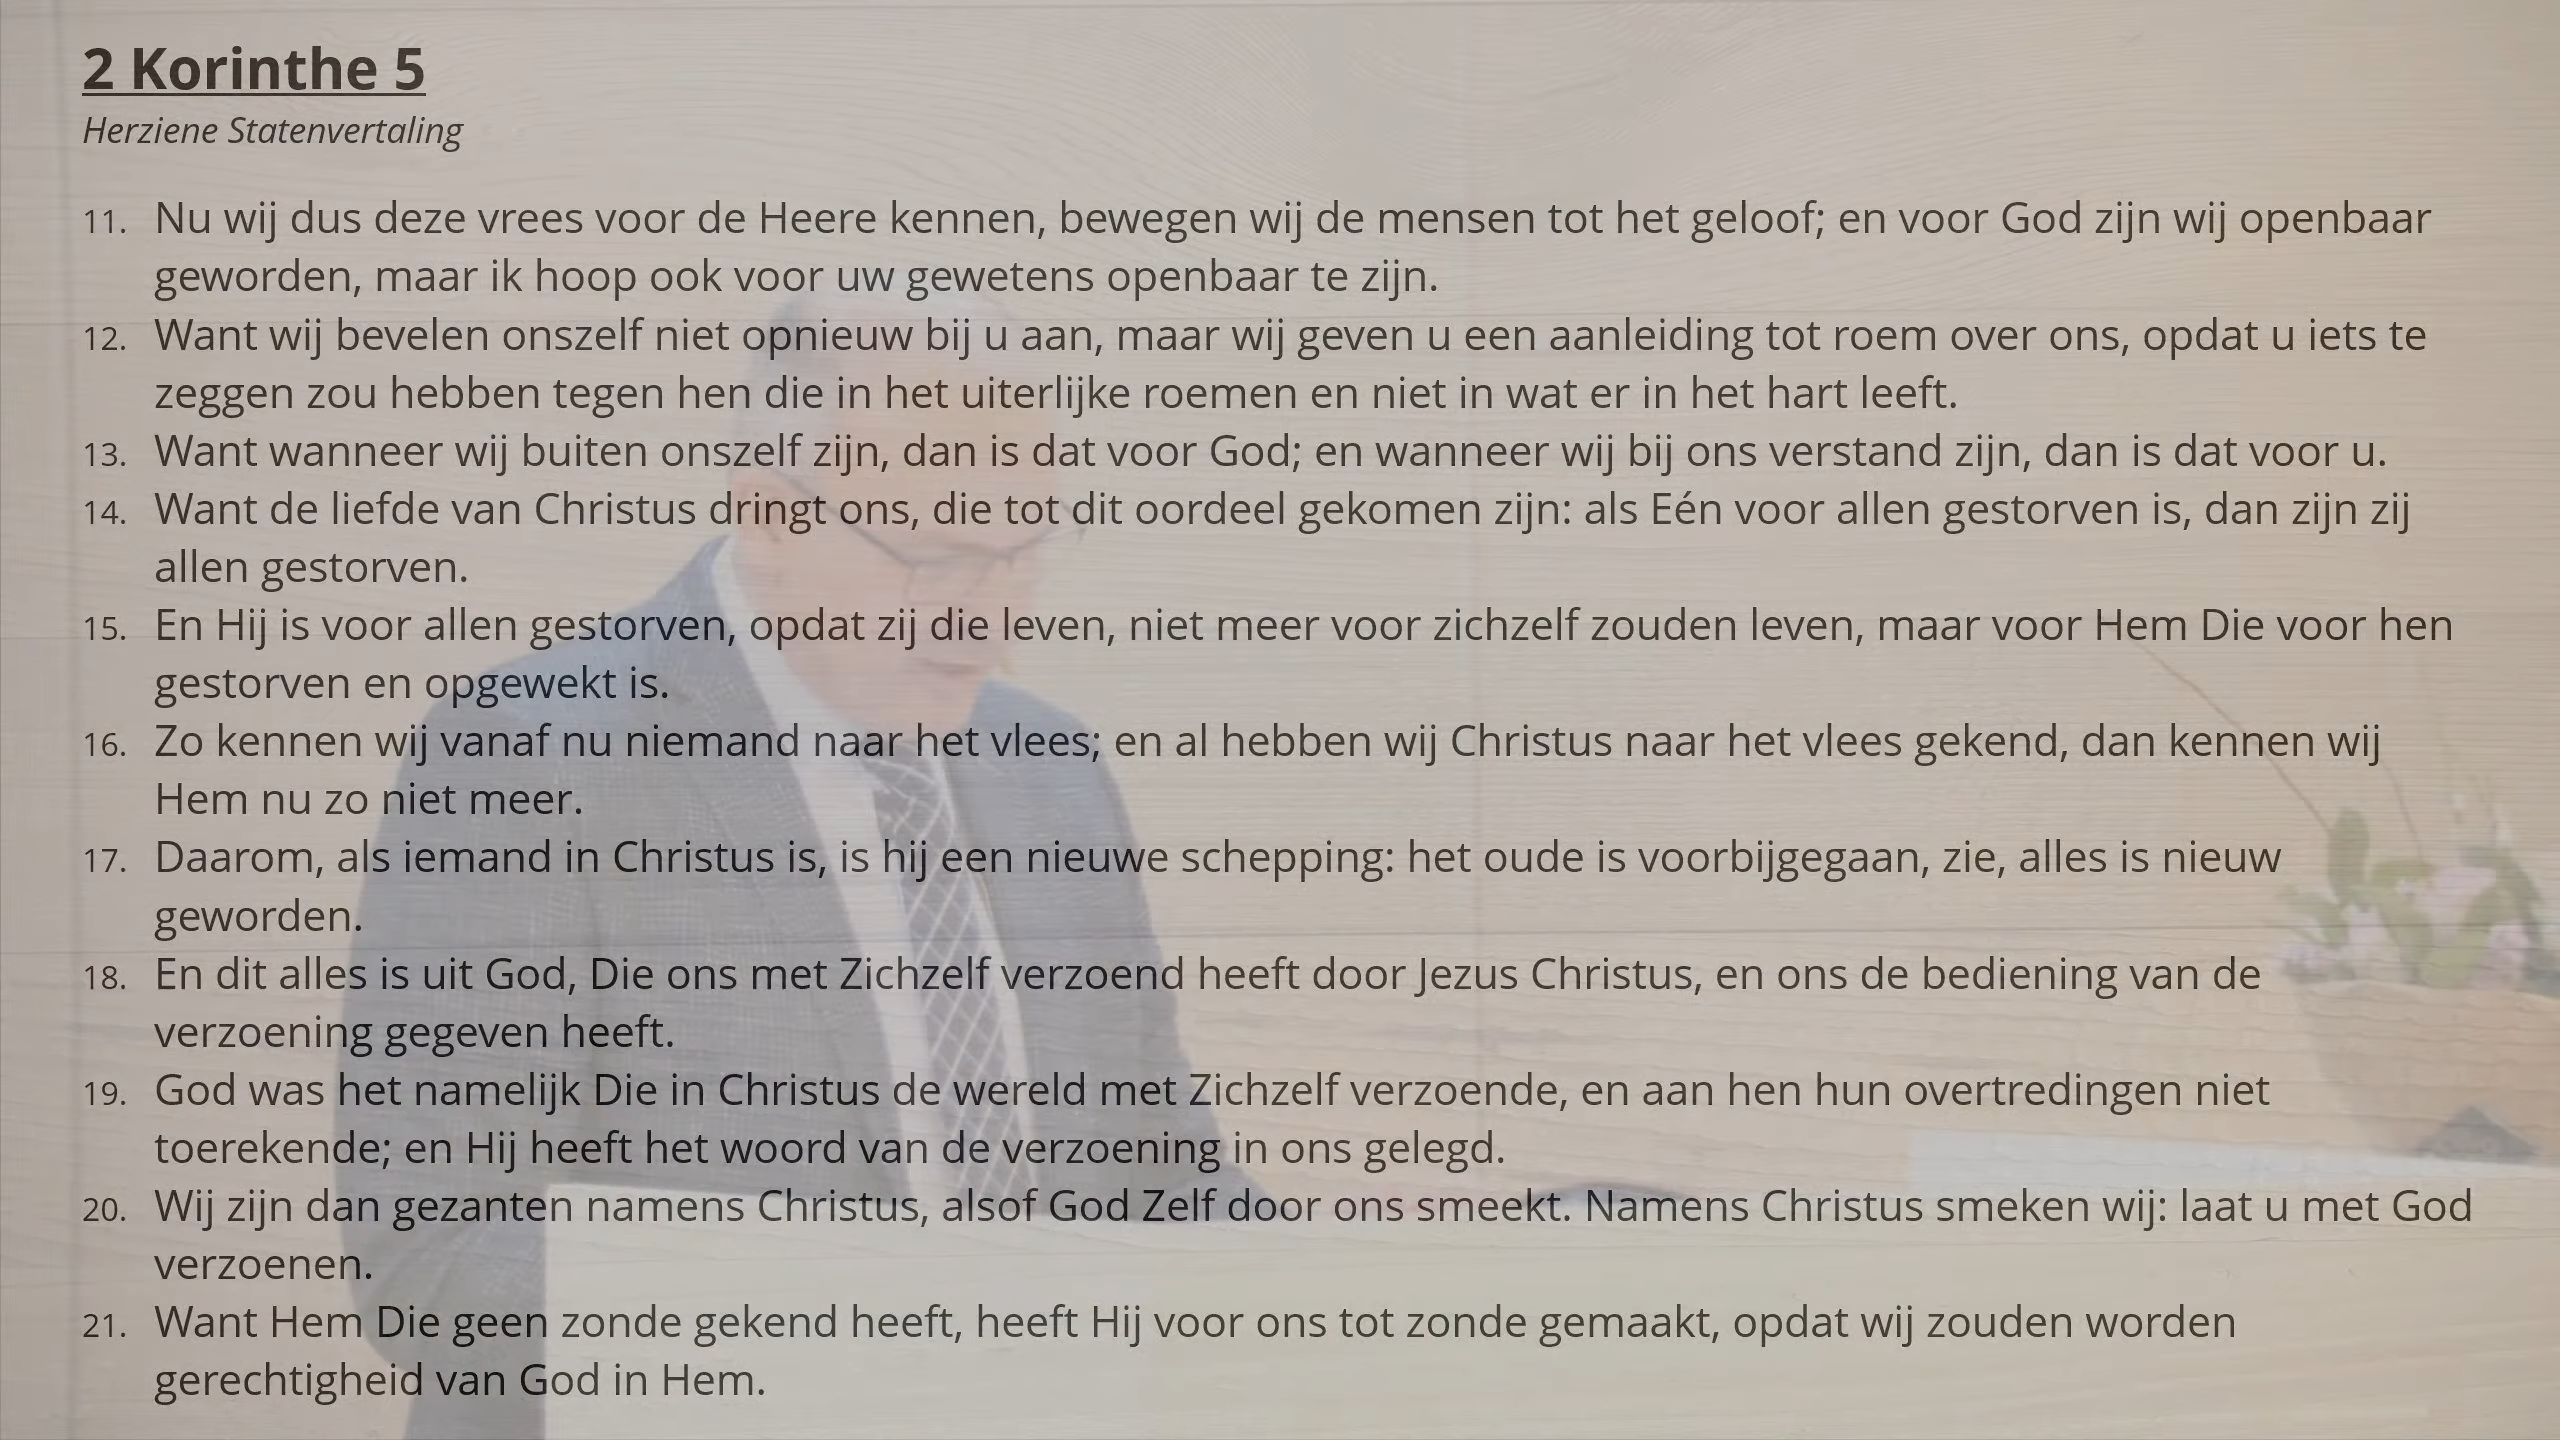 2 Korinthe 5
Herziene Statenvertaling
11. Nu wij dus deze vrees voor de Heere kennen, bewegen wij de mensen tot het geloof; en voor God zijn wij openbaar
geworden, maar ik hoop ook voor uw gewetens openbaar te zijn.
12. Want wij bevelen onszelf niet opnieuw bij u aan, maar wij geven u een aanleiding tot roem over ons, opdat u iets te
zeggen zou hebben tegen hen die in het uiterlijke roemen en niet in wat er in het hart leeft.
13. Want wanneer wij buiten onszelf zijn, dan is dat voor God; en wanneer wij bij ons verstand zijn, dan is dat voor u.
14. Want de liefde van Christus dringt ons, die tot dit oordeel gekomen zijn: als Eén voor allen gestorven is, dan zijn zij
allen gestorven.
15. En Hij is voor allen gestorven, opdat zij die leven, niet meer voor zichzelf zouden leven, maar voor Hem Die voor hen
gestorven en opgewekt is.
16. Zo kennen wij vanaf nu niemand naar het vlees; en al hebben wij Christus naar het vlees gekend, dan kennen wij
Hem nu zo niet meer.
17. Daarom, als iemand in Christus is, is hij een nieuwe schepping: het oude is voorbijgegaan, zie, alles is nieuw
geworden.
18. En dit alles is uit God, Die ons met Zichzelf verzoend heeft door Jezus Christus, en ons de bediening van de
verzoening gegeven heeft.
19. God was het namelijk Die in Christus de wereld met Zichzelf verzoende, en aan hen hun overtredingen niet
toerekende; en Hij heeft het woord van de verzoening in ons gelegd.
20. Wij zijn dan gezanten namens Christus, alsof God Zelf door ons smeekt. Namens Christus smeken wij: laat u met God
verzoenen.
21. Want Hem Die geen zonde gekend heeft, heeft Hij voor ons tot zonde gemaakt, opdat wij zouden worden
gerechtigheid van God in Hem.